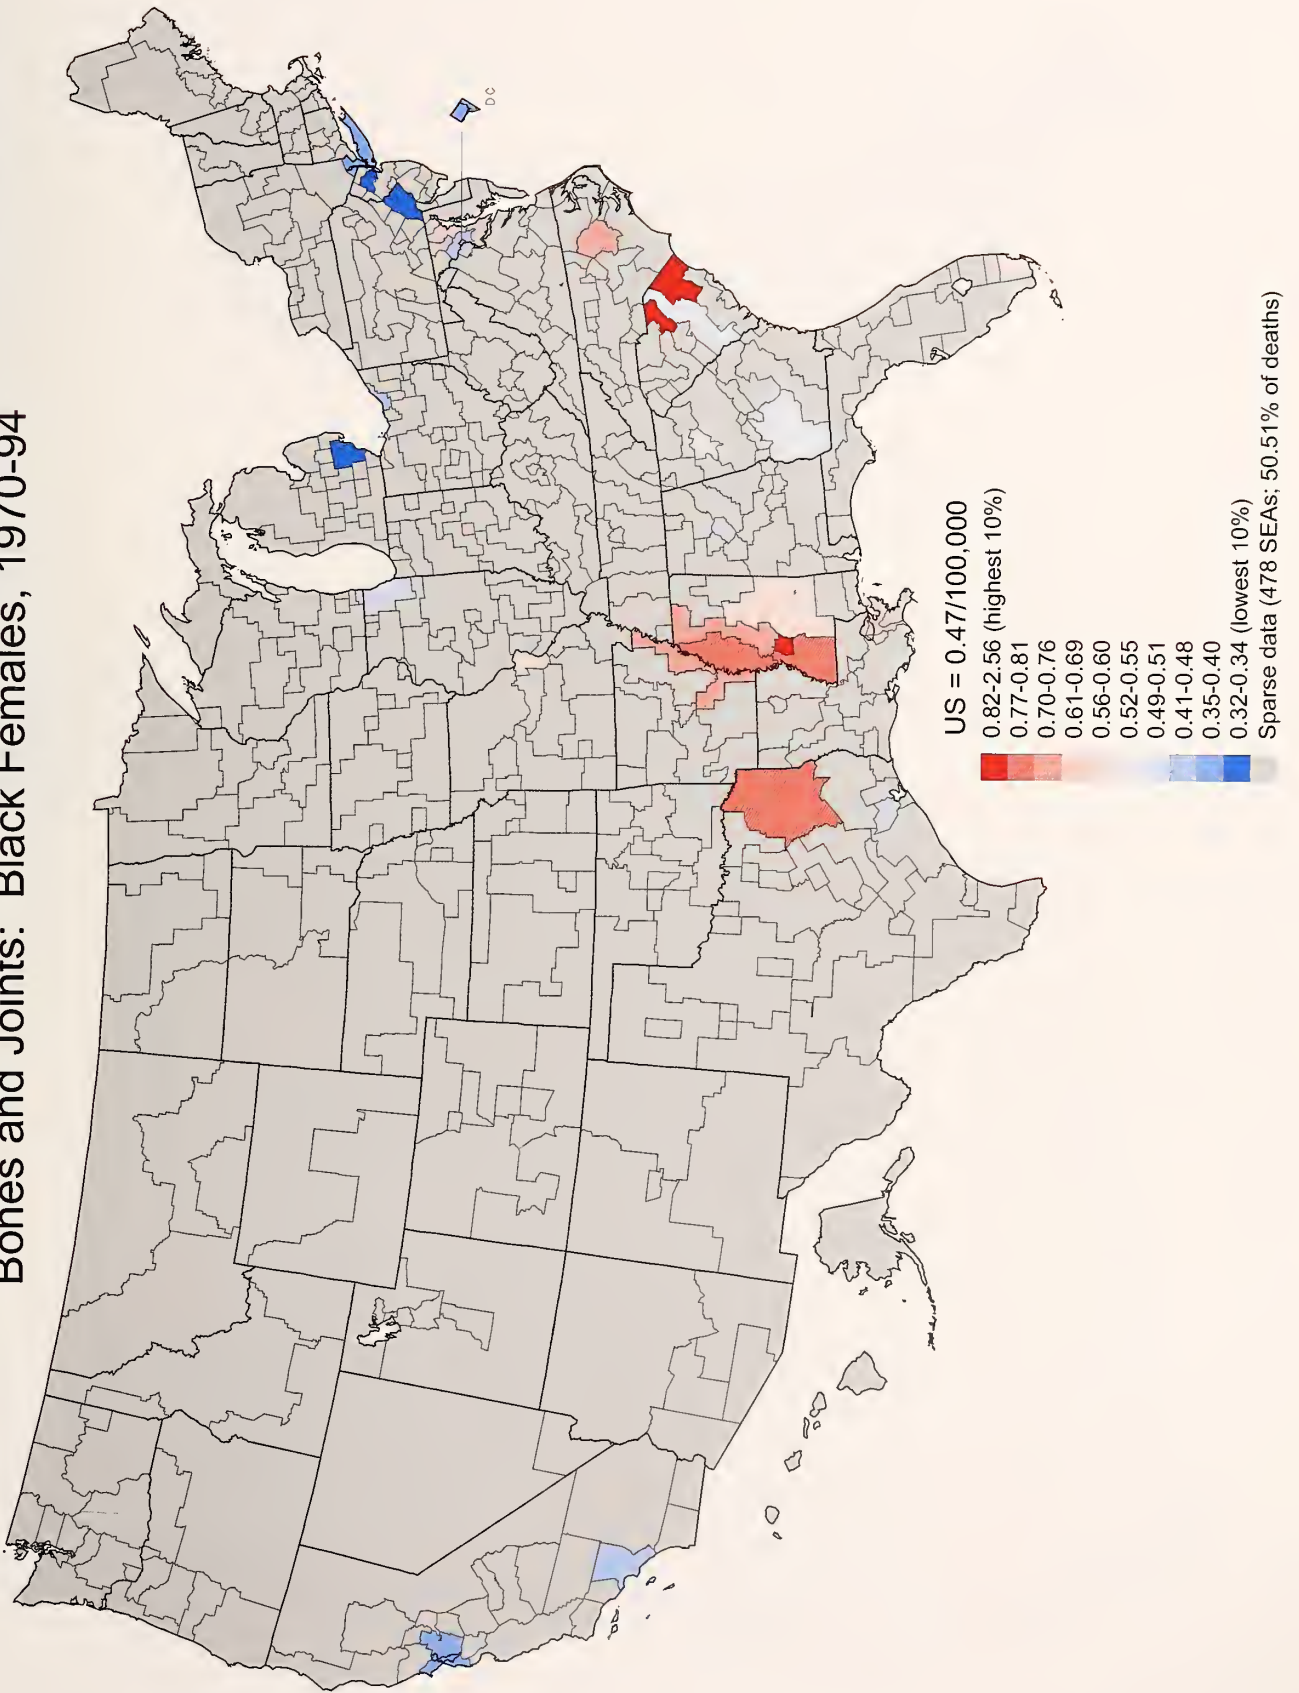 Bones and Joints: Black Females, 1970-94
DC
US = 0.47/100,000
0.82-2.56 (highest 10%)
0.77-0.81
0.70-0.76
0.61-0.69
0.56-0.60
0.52-0.55
0.49-0.51
0.41-0.48
0.35-0.40
0.32-0.34 (lowest 10%)
Sparse data (478 SEAs; 50.51% of deaths)